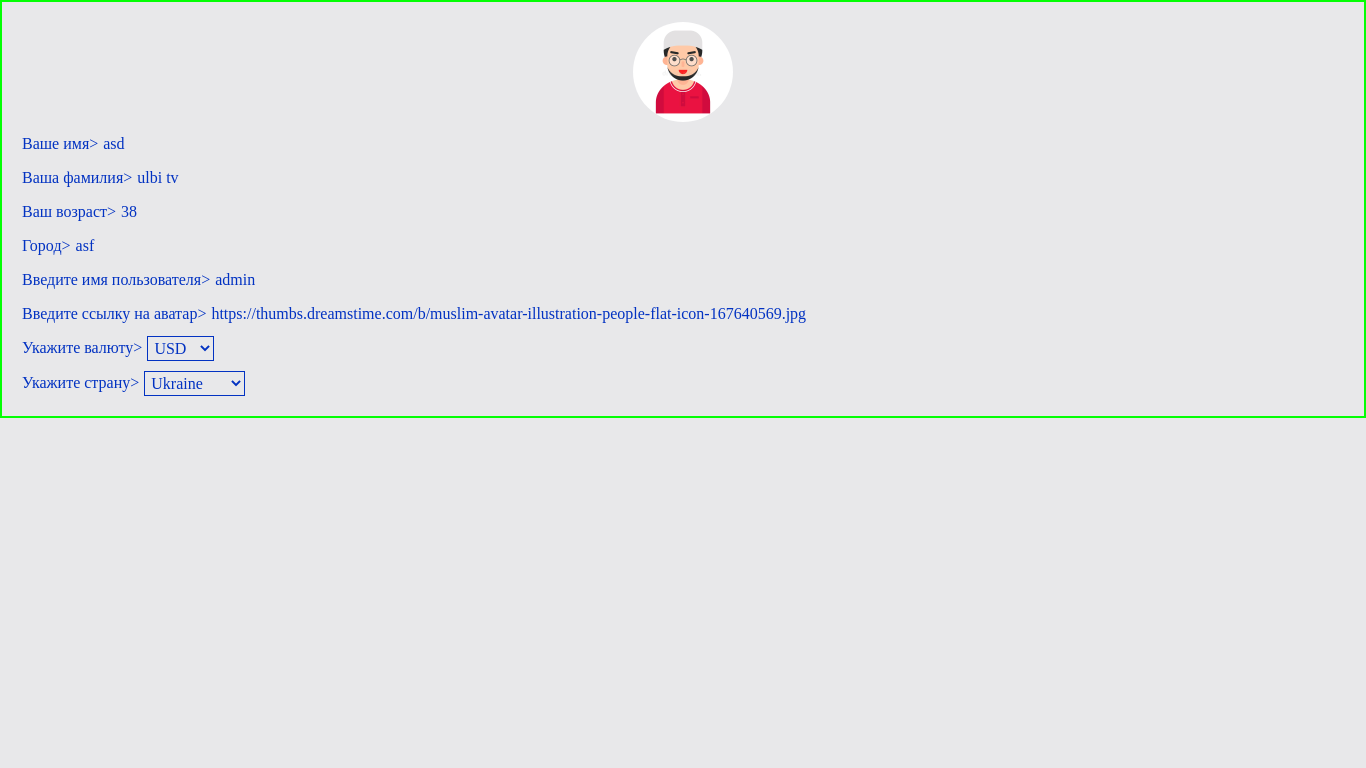 Ваше имя> asd
Ваша фамилия> ulbi tv
Ваш возраст> 38
Город> asf
Введите имя пользователя> admin
Введите ссылку на аватар> https://thumbs.dreamstime.com/b/muslim-avatar-illustration-people-flat-icon-167640569.jpg
Укажите валюту> USD
Укажите страну> Ukraine